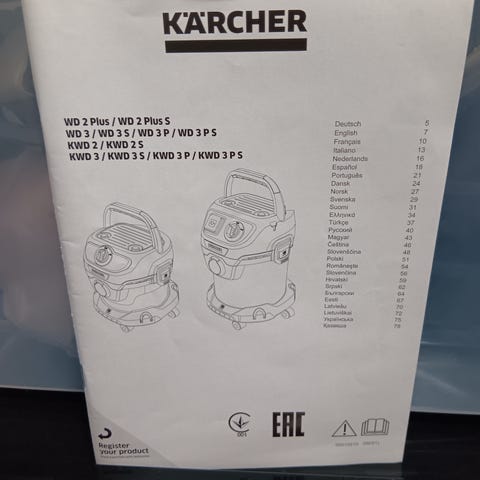 KÄRCHER
WD 2 Plus / WD 2 Plus S
WD 3 / WD 3 S / WD 3 P / WD 3 P S
KWD 2 / KWD 2 S
KWD 3 / KWD 3 S / KWD 3 P / KWD 3 P S
Deutsch 5
English 7
Français 10
Italiano 13
Nederlands 16
Español 18
Português 21
Dansk 24
Norsk 27
Svenska 29
Suomi 31
Ελληνικά 34
Türkçe 37
Русский 40
Magyar 43
Čeština 46
Slovenščina 48
Polski 51
Românește 54
Slovenčina 56
Hrvatski 59
Srpski 62
Български 64
Eesti 67
Latviešu 70
Lietuviškai 72
Українська 75
Қазақша 78
001
EAC
Register
your product